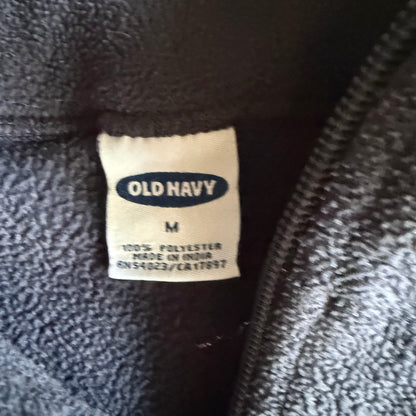 OLD NAVY
M
100% POLYESTER
MADE IN INDIA
RN54023/CA17897